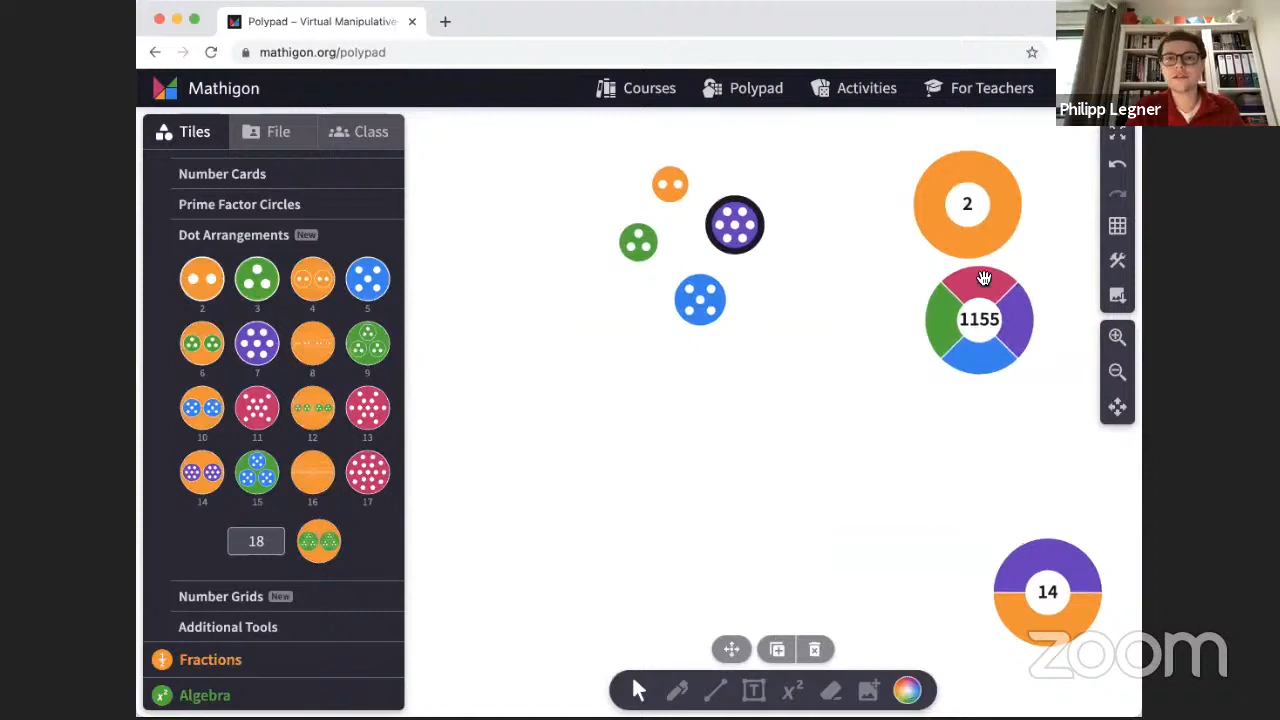 Polypad – Virtual Manipulative
mathigon.org/polypad
Mathigon
Courses
Polypad
Activities
For Teachers
Philipp Legner
Tiles
File
Class
Number Cards
Prime Factor Circles
Dot Arrangements New
2 3 4 5
6 7 8 9
10 11 12 13
14 15 16 17
18
Number Grids New
Additional Tools
Fractions
x² Algebra
2
1155
14
T x²
zoom